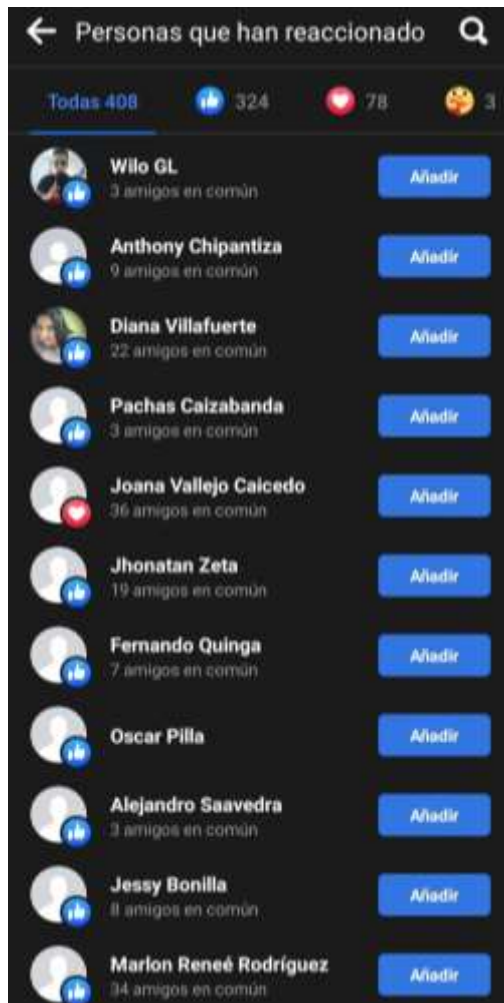 Personas que han reaccionado
Todas 408 324 78 3
Wilo GL
3 amigos en común
Añadir
Anthony Chipantiza
9 amigos en común
Añadir
Diana Villafuerte
22 amigos en común
Añadir
Pachas Caizabanda
3 amigos en común
Añadir
Joana Vallejo Caicedo
36 amigos en común
Añadir
Jhonatan Zeta
19 amigos en común
Añadir
Fernando Quinga
7 amigos en común
Añadir
Oscar Pilla
Añadir
Alejandro Saavedra
3 amigos en común
Añadir
Jessy Bonilla
8 amigos en común
Añadir
Marlon Reneé Rodríguez
34 amigos en común
Añadir